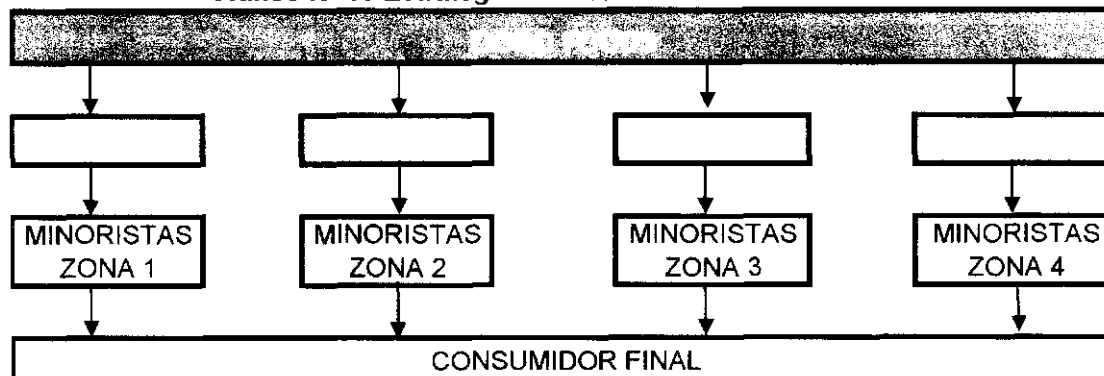 MINORISTAS
ZONA 1
MINORISTAS
ZONA 2
MINORISTAS
ZONA 3
MINORISTAS
ZONA 4
CONSUMIDOR FINAL